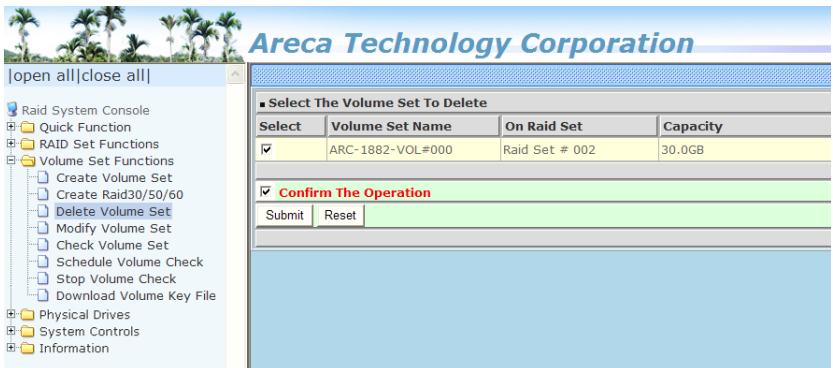 Areca Technology Corporation
|open all|close all|
Raid System Console
Quick Function
RAID Set Functions
Volume Set Functions
Create Volume Set
Create Raid30/50/60
Delete Volume Set
Modify Volume Set
Check Volume Set
Schedule Volume Check
Stop Volume Check
Download Volume Key File
Physical Drives
System Controls
Information
Select The Volume Set To Delete
Select Volume Set Name On Raid Set Capacity
ARC-1882-VOL#000 Raid Set # 002 30.0GB
Confirm The Operation
Submit Reset